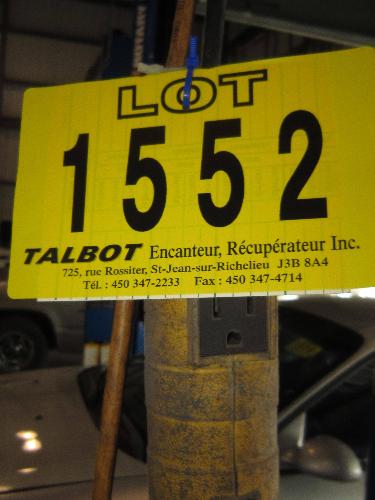 LOT
1552
TALBOT Encanteur, Récupérateur Inc.
725, rue Rossiter, St-Jean-sur-Richelieu J3B 8A4
Tél. : 450 347-2233 Fax : 450 347-4714